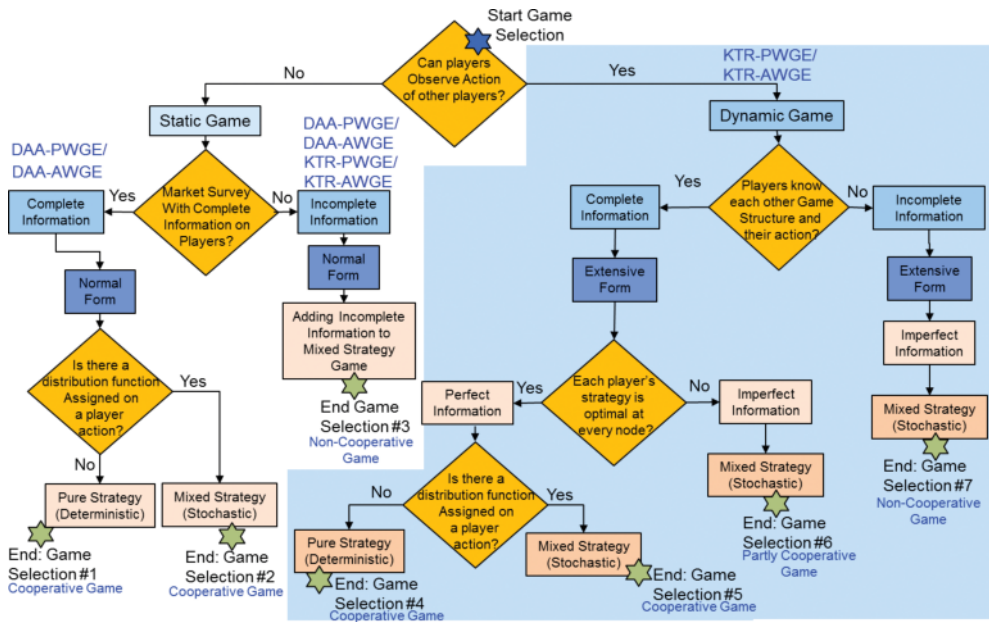 Start Game
Selection
Can players
Observe Action
of other players?
No
Yes
KTR-PWGE/
KTR-AWGE
Static Game
Dynamic Game
DAA-PWGE/
DAA-AWGE
DAA-PWGE/
DAA-AWGE
KTR-PWGE/
KTR-AWGE
Market Survey
With Complete
Information on
Players?
Yes
No
Complete
Information
Incomplete
Information
Normal
Form
Normal
Form
Adding Incomplete
Information to
Mixed Strategy
Game
End Game
Selection #3
Non-Cooperative
Game
Is there a
distribution function
Assigned on
a player
action?
Yes
No
Pure Strategy
(Deterministic)
Mixed Strategy
(Stochastic)
End: Game
Selection #1
Cooperative Game
End: Game
Selection #2
Cooperative Game
Players know
each other Game
Structure and
their action?
Yes
No
Complete
Information
Incomplete
Information
Extensive
Form
Extensive
Form
Imperfect
Information
Mixed Strategy
(Stochastic)
End: Game
Selection #7
Non-Cooperative
Game
Each player's
strategy is
optimal at
every node?
Yes
No
Perfect
Information
Imperfect
Information
Mixed Strategy
(Stochastic)
End: Game
Selection #6
Partly Cooperative
Game
Is there a
distribution function
Assigned on
a player
action?
No
Yes
Pure Strategy
(Deterministic)
Mixed Strategy
(Stochastic)
End: Game
Selection #4
Cooperative Game
End: Game
Selection #5
Cooperative Game